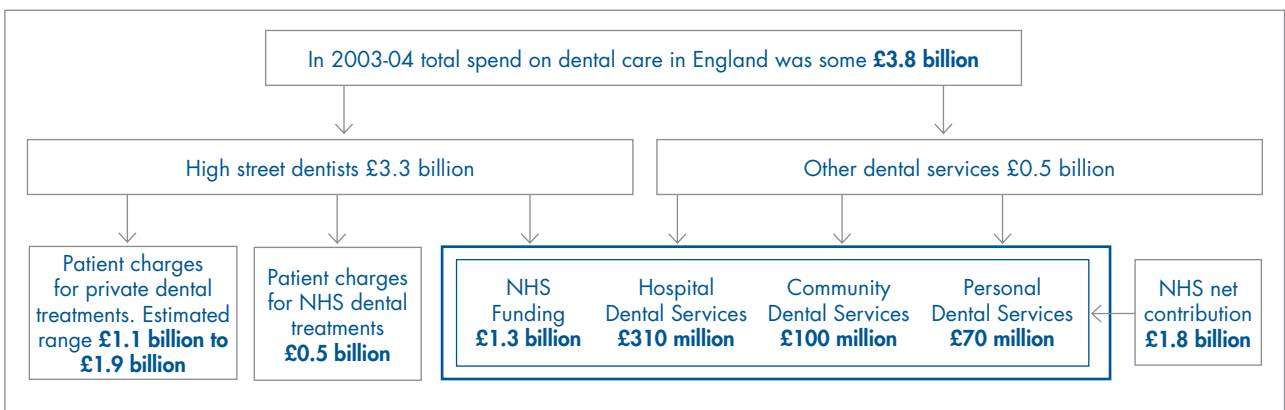 In 2003-04 total spend on dental care in England was some £3.8 billion
High street dentists £3.3 billion
Other dental services £0.5 billion
Patient charges
for private dental
treatments. Estimated
range £1.1 billion to
£1.9 billion
Patient charges
for NHS dental
treatments
£0.5 billion
NHS
Funding
£1.3 billion
Hospital
Dental Services
£310 million
Community
Dental Services
£100 million
Personal
Dental Services
£70 million
NHS net
contribution
£1.8 billion